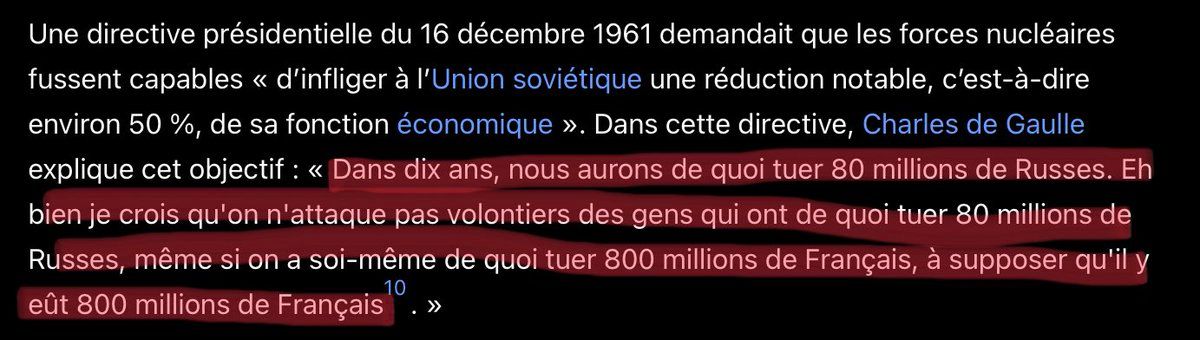 Une directive présidentielle du 16 décembre 1961 demandait que les forces nucléaires
fussent capables « d’infliger à l’Union soviétique une réduction notable, c’est-à-dire
environ 50 %, de sa fonction économique ». Dans cette directive, Charles de Gaulle
explique cet objectif : « Dans dix ans, nous aurons de quoi tuer 80 millions de Russes. Eh
bien je crois qu'on n'attaque pas volontiers des gens qui ont de quoi tuer 80 millions de
Russes, même si on a soi-même de quoi tuer 800 millions de Français, à supposer qu'il y
eût 800 millions de Français 10 . »